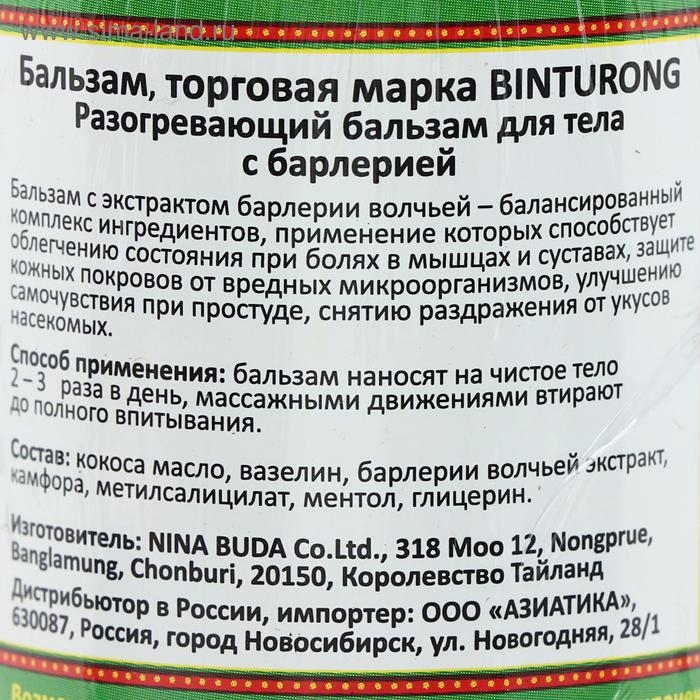 www.sima-land.ru
Бальзам, торговая марка BINTURONG
Разогревающий бальзам для тела
с барлерией
Бальзам с экстрактом барлерии волчьей – балансированный
комплекс ингредиентов, применение которых способствует
облегчению состояния при болях в мышцах и суставах, защите
кожных покровов от вредных микроорганизмов, улучшению
самочувствия при простуде, снятию раздражения от укусов
насекомых.
Способ применения: бальзам наносят на чистое тело
2 – 3 раза в день, массажными движениями втирают
до полного впитывания.
Состав: кокоса масло, вазелин, барлерии волчьей экстракт,
камфора, метилсалицилат, ментол, глицерин.
Изготовитель: NINA BUDA Co.Ltd., 318 Moo 12, Nongprue,
Banglamung, Chonburi, 20150, Королевство Тайланд
Дистрибьютор в России, импортер: ООО «АЗИАТИКА»,
630087, Россия, город Новосибирск, ул. Новогодняя, 28/1